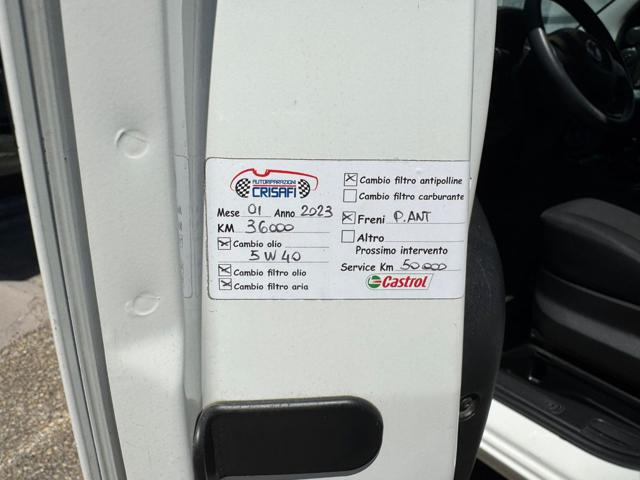 AUTORIPARAZIONI
CRISAFI
Mese 01 Anno 2023
KM 36000
Cambio olio
5W40
Cambio filtro olio
Cambio filtro aria
Cambio filtro antipolline
Cambio filtro carburante
Freni P.ANT
Altro
Prossimo intervento
Service Km 50000
Castrol